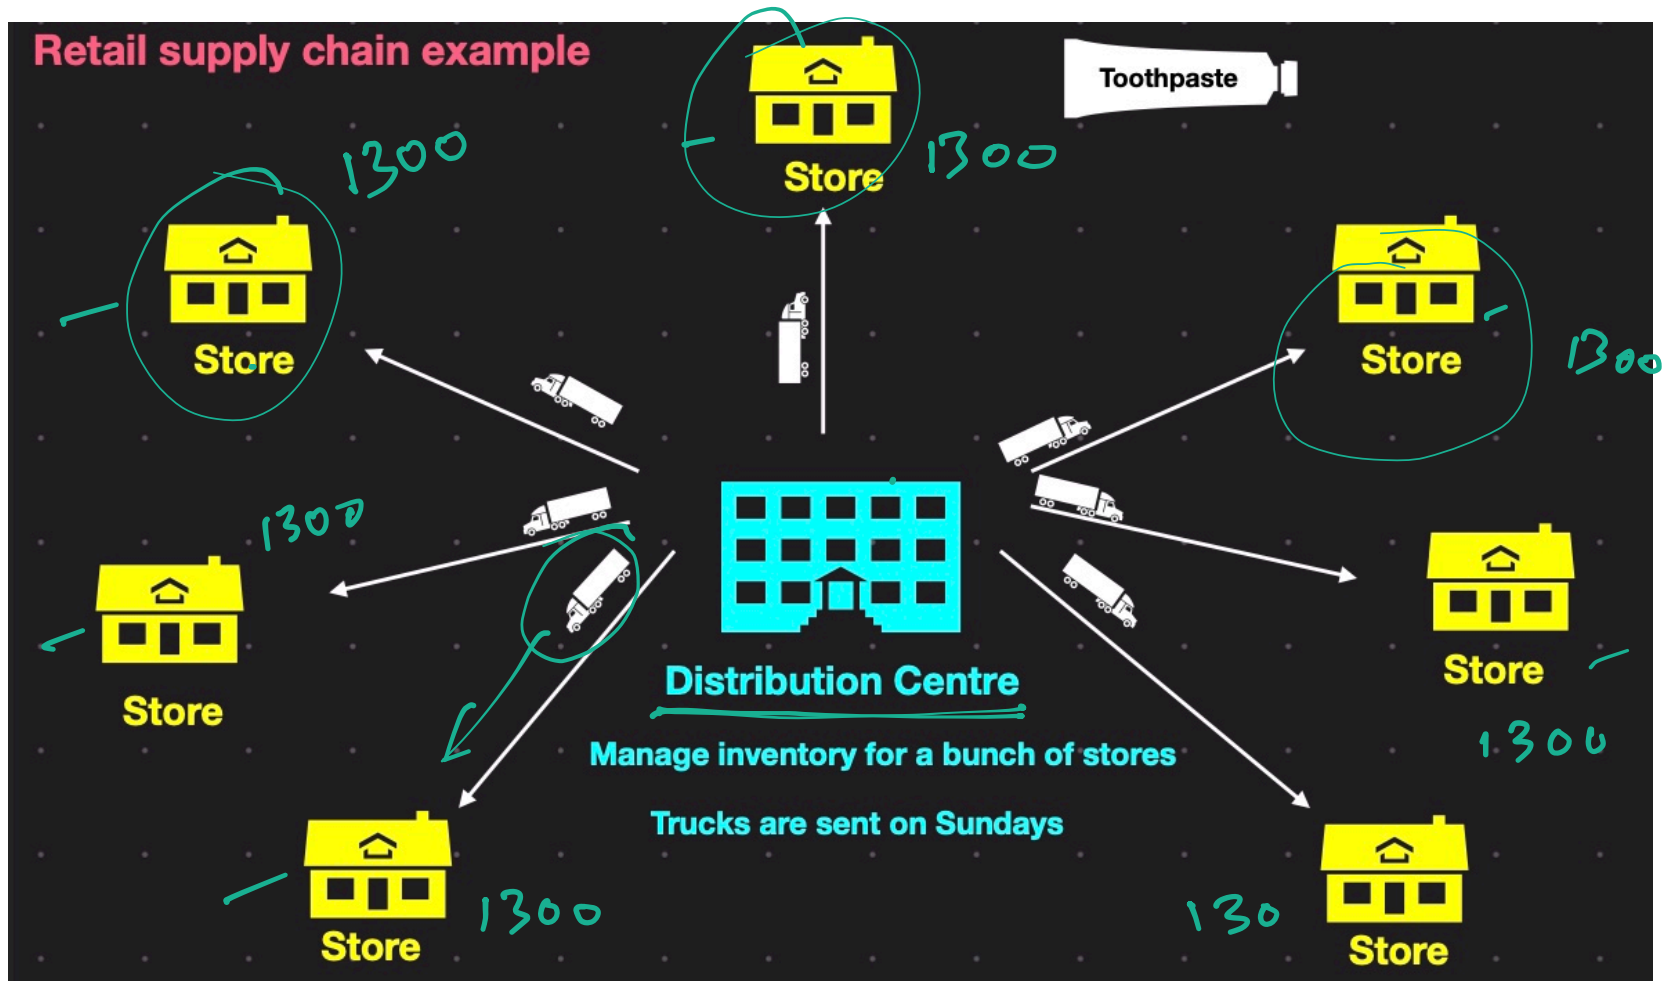 Retail supply chain example
Toothpaste
1300
Store
1300
Store
1300
Store
1300
Store
Distribution Centre
Manage inventory for a bunch of stores
Trucks are sent on Sundays
Store
1300
Store
1300
130
Store